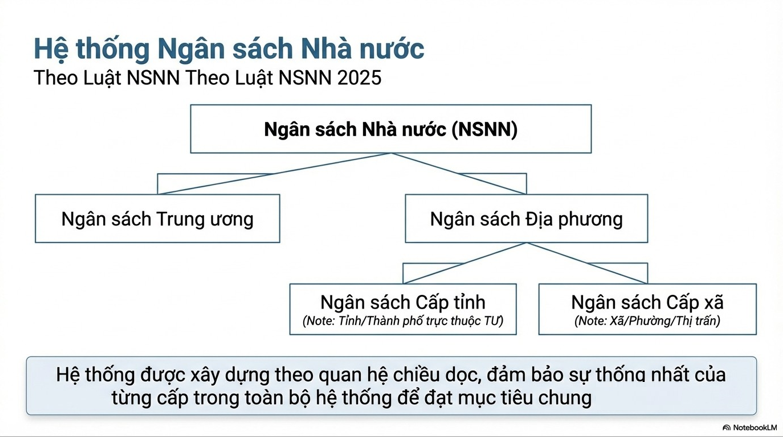 Hệ thống Ngân sách Nhà nước
Theo Luật NSNN Theo Luật NSNN 2025
Ngân sách Nhà nước (NSNN)
Ngân sách Trung ương
Ngân sách Địa phương
Ngân sách Cấp tỉnh
(Note: Tỉnh/Thành phố trực thuộc TƯ)
Ngân sách Cấp xã
(Note: Xã/Phường/Thị trấn)
Hệ thống được xây dựng theo quan hệ chiều dọc, đảm bảo sự thống nhất của
từng cấp trong toàn bộ hệ thống để đạt mục tiêu chung
NotebookLM